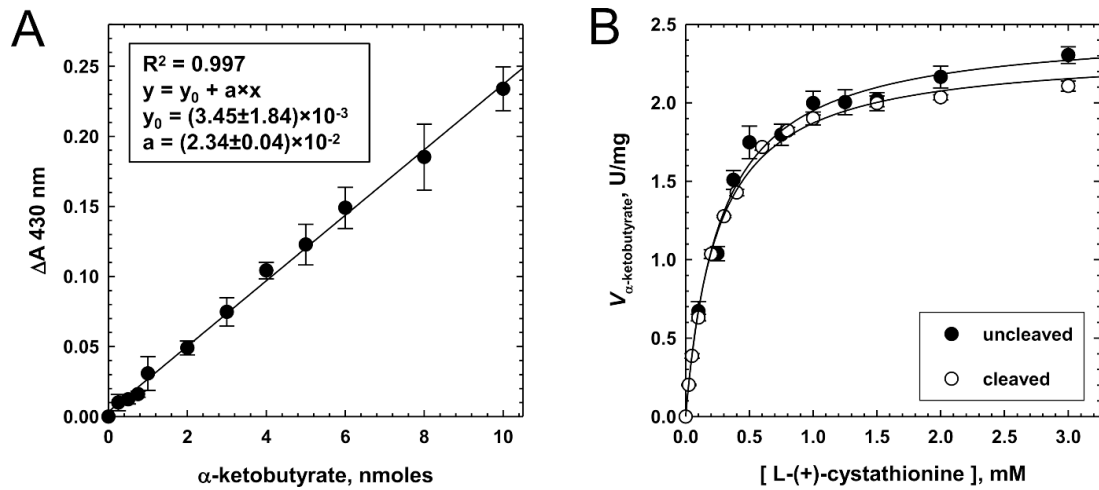 A
R² = 0.997
y = y₀ + a×x
y₀ = (3.45±1.84)×10⁻³
a = (2.34±0.04)×10⁻²
0.25
0.20
0.15
0.10
0.05
0.00
0 2 4 6 8 10
ΔA 430 nm
α-ketobutyrate, nmoles
B
2.5
2.0
1.5
1.0
0.5
0.0
0.0 0.5 1.0 1.5 2.0 2.5 3.0
Vα-ketobutyrate, U/mg
uncleaved
cleaved
[ L-(+)-cystathionine ], mM